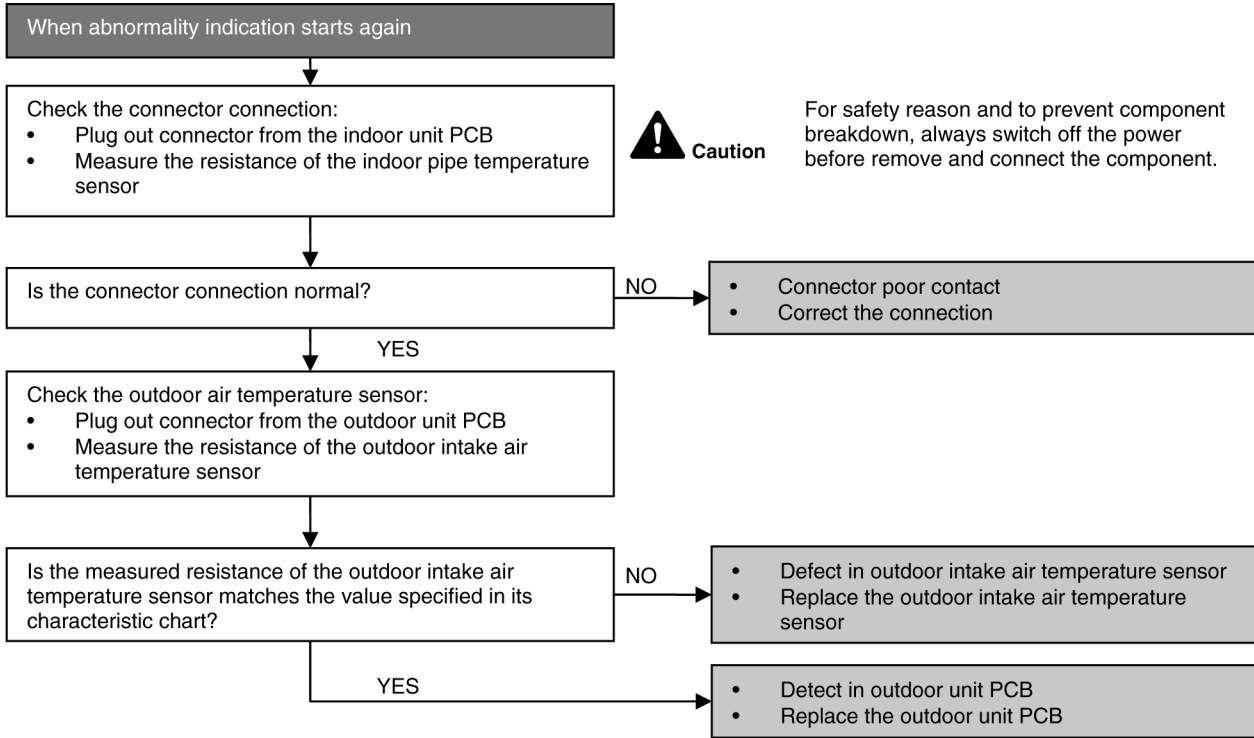 When abnormality indication starts again
Check the connector connection:
• Plug out connector from the indoor unit PCB
• Measure the resistance of the indoor pipe temperature
sensor
Caution
For safety reason and to prevent component
breakdown, always switch off the power
before remove and connect the component.
Is the connector connection normal?
NO
• Connector poor contact
• Correct the connection
YES
Check the outdoor air temperature sensor:
• Plug out connector from the outdoor unit PCB
• Measure the resistance of the outdoor intake air
temperature sensor
Is the measured resistance of the outdoor intake air
temperature sensor matches the value specified in its
characteristic chart?
NO
• Defect in outdoor intake air temperature sensor
• Replace the outdoor intake air temperature
sensor
YES
• Detect in outdoor unit PCB
• Replace the outdoor unit PCB